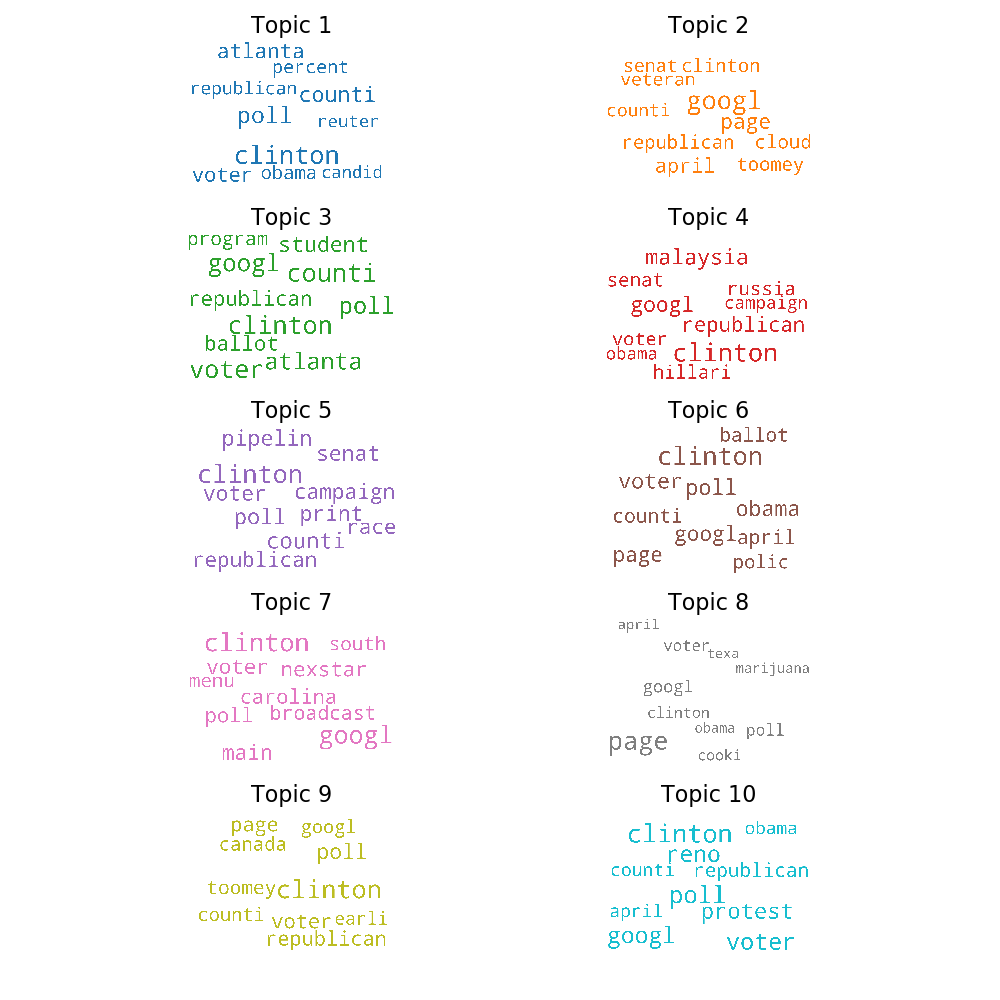 Topic 1
atlanta
percent
republican counti
poll reuter
clinton
voter obama candid
Topic 2
senat clinton
veteran
counti googl
page
republican cloud
april toomey
Topic 3
program student
googl counti
republican poll
clinton
ballot
voter atlanta
Topic 4
malaysia
senat russia
googl campaign
republican
voter
obama clinton
hillari
Topic 5
pipelin
senat
clinton
voter campaign
poll print
race
counti
republican
Topic 6
ballot
clinton
voter poll
counti obama
googl april
page polic
Topic 7
clinton south
voter nexstar
menu
carolina
poll broadcast
googl
main
Topic 8
april
voter
texa
marijuana
googl
clinton
obama poll
page
cooki
Topic 9
page googl
canada
poll
toomey clinton
counti voter earli
republican
Topic 10
clinton obama
reno
counti republican
poll
april protest
googl voter